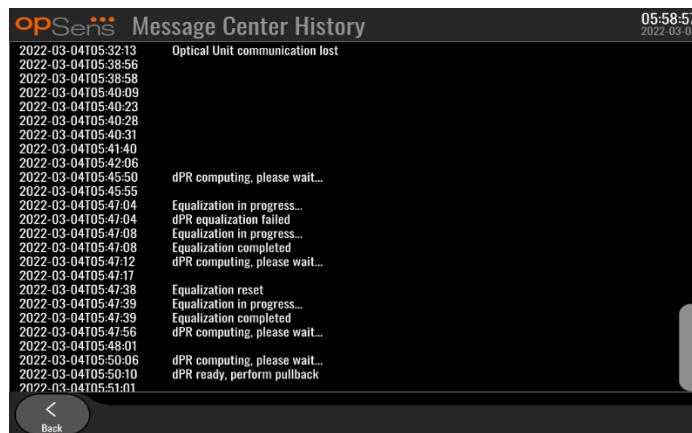 opSens Message Center History
05:58:57
2022-03-0
2022-03-04T05:32:13 Optical Unit communication lost
2022-03-04T05:38:56
2022-03-04T05:38:58
2022-03-04T05:40:09
2022-03-04T05:40:23
2022-03-04T05:40:28
2022-03-04T05:40:31
2022-03-04T05:41:40
2022-03-04T05:42:06
2022-03-04T05:45:50 dPR computing, please wait...
2022-03-04T05:45:55
2022-03-04T05:47:04 Equalization in progress...
2022-03-04T05:47:04 dPR equalization failed
2022-03-04T05:47:08 Equalization in progress...
2022-03-04T05:47:08 Equalization completed
2022-03-04T05:47:12 dPR computing, please wait...
2022-03-04T05:47:17
2022-03-04T05:47:38 Equalization reset
2022-03-04T05:47:39 Equalization in progress...
2022-03-04T05:47:39 Equalization completed
2022-03-04T05:47:56 dPR computing, please wait...
2022-03-04T05:48:01
2022-03-04T05:50:06 dPR computing, please wait...
2022-03-04T05:50:10 dPR ready, perform pullback
2022-03-04T05:51:01
Back